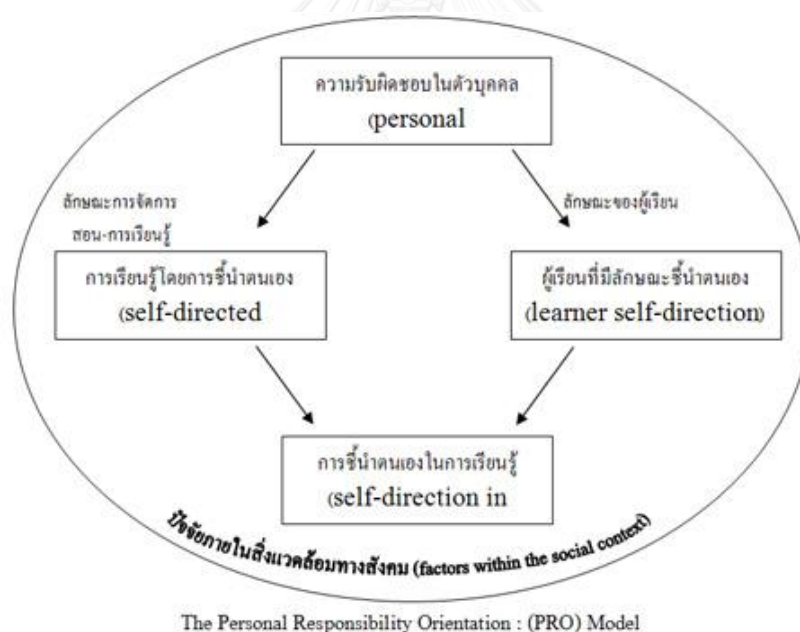 ความรับผิดชอบในตัวบุคคล
(personal
ลักษณะการจัดการ
สอน-การเรียนรู้
ลักษณะของผู้เรียน
การเรียนรู้โดยการชี้นำตนเอง
(self-directed
ผู้เรียนที่มีลักษณะชี้นำตนเอง
(learner self-direction)
การชี้นำตนเองในการเรียนรู้
(self-direction in
ปัจจัยภายในสิ่งแวดล้อมทางสังคม (factors within the social context)
The Personal Responsibility Orientation : (PRO) Model